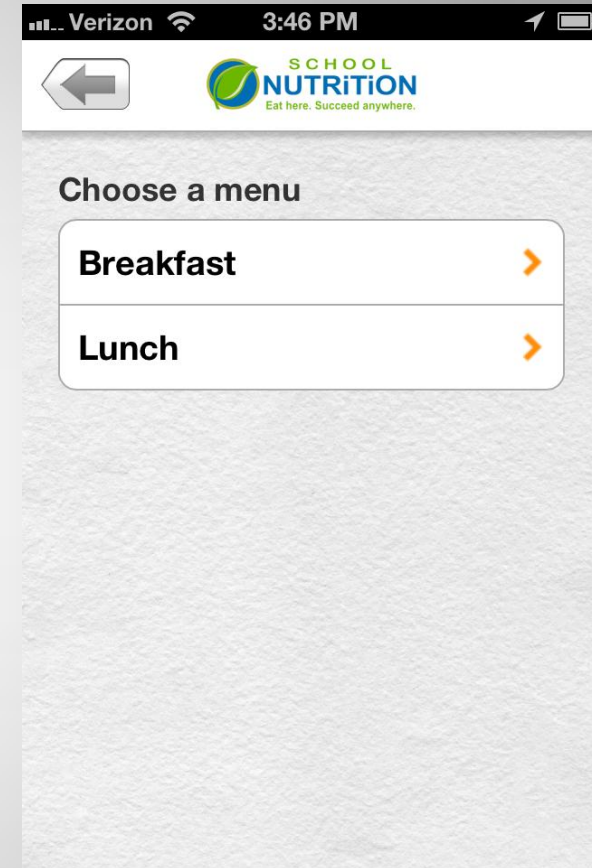 Verizon 3:46 PM
SCHOOL
NUTRiTiON
Eat here. Succeed anywhere.
Choose a menu
Breakfast
Lunch